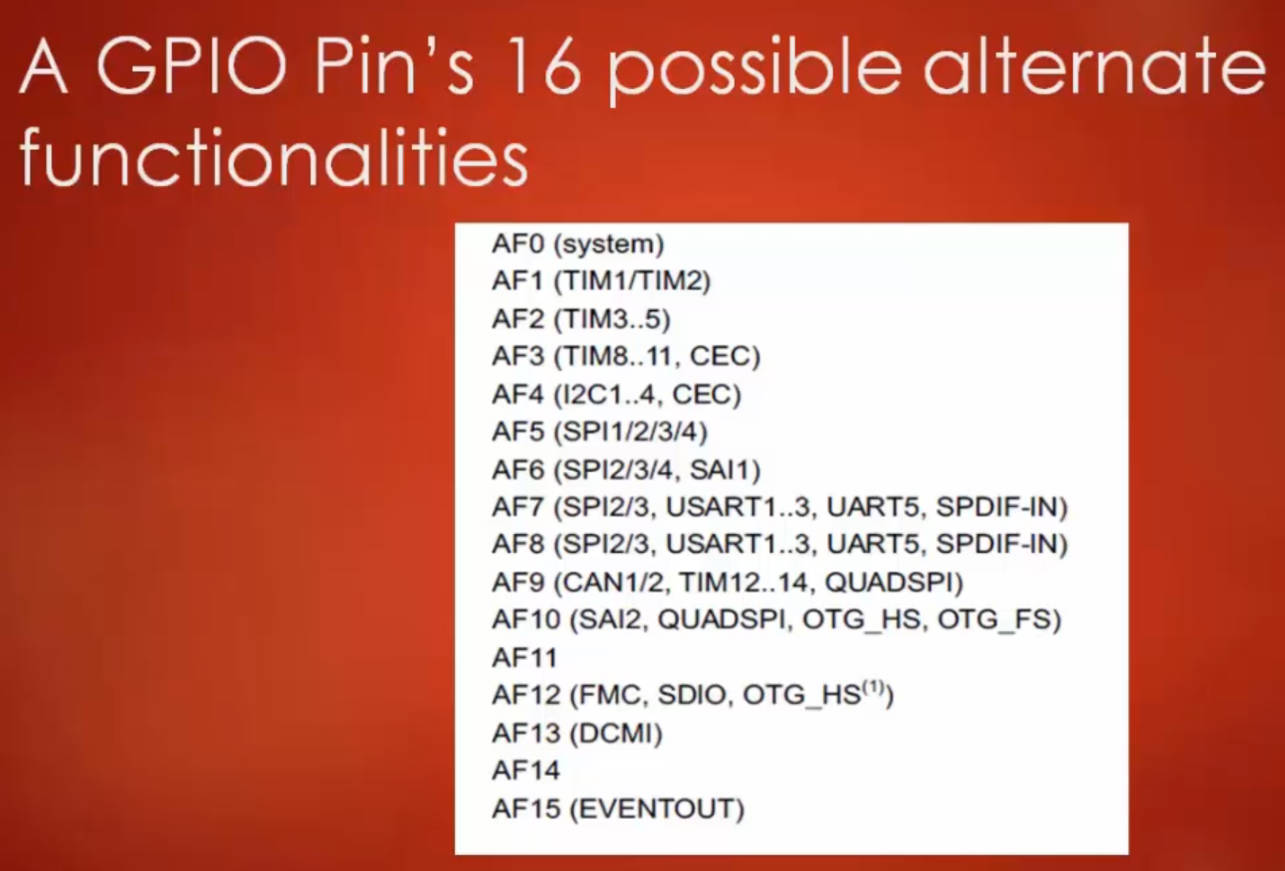 A GPIO Pin's 16 possible alternate
functionalities
AF0 (system)
AF1 (TIM1/TIM2)
AF2 (TIM3..5)
AF3 (TIM8..11, CEC)
AF4 (I2C1..4, CEC)
AF5 (SPI1/2/3/4)
AF6 (SPI2/3/4, SAI1)
AF7 (SPI2/3, USART1..3, UART5, SPDIF-IN)
AF8 (SPI2/3, USART1..3, UART5, SPDIF-IN)
AF9 (CAN1/2, TIM12..14, QUADSPI)
AF10 (SAI2, QUADSPI, OTG_HS, OTG_FS)
AF11
AF12 (FMC, SDIO, OTG_HS(1))
AF13 (DCMI)
AF14
AF15 (EVENTOUT)